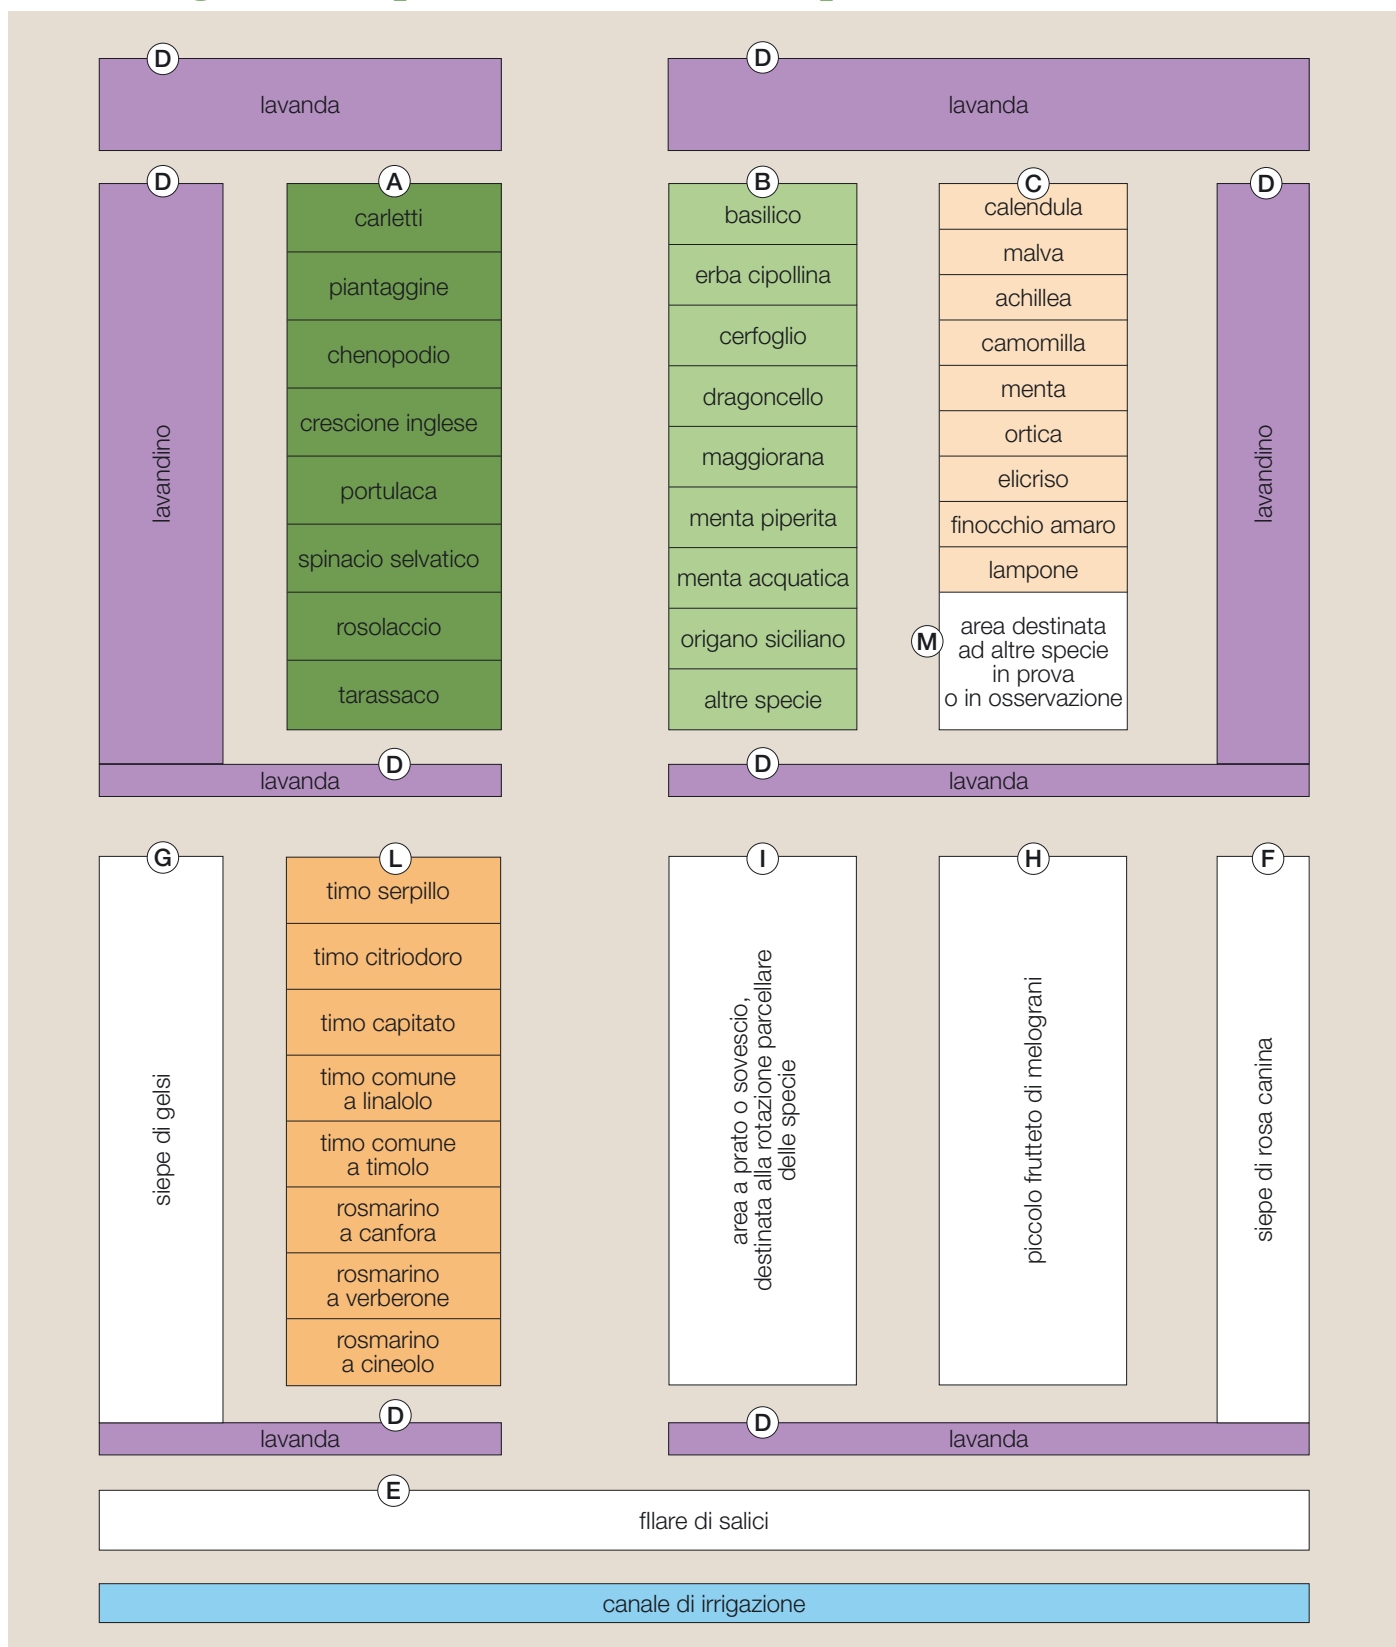 D
lavanda
D
lavanda
D
lavandino
A
carletti
piantaggine
chenopodio
crescione inglese
portulaca
spinacio selvatico
rosolaccio
tarassaco
B
basilico
erba cipollina
cerfoglio
dragoncello
maggiorana
menta piperita
menta acquatica
origano siciliano
altre specie
C
calendula
malva
achillea
camomilla
menta
ortica
elicriso
finocchio amaro
lampone
M
area destinata
ad altre specie
in prova
o in osservazione
D
lavandino
D
lavanda
D
lavanda
G
siepe di gelsi
L
timo serpillo
timo citriodoro
timo capitato
timo comune
a linalolo
timo comune
a timolo
rosmarino
a canfora
rosmarino
a verberone
rosmarino
a cineolo
I
area a prato o sovescio,
destinata alla rotazione parcellare
delle specie
H
piccolo frutteto di melograni
F
siepe di rosa canina
D
lavanda
D
lavanda
E
fllare di salici
canale di irrigazione